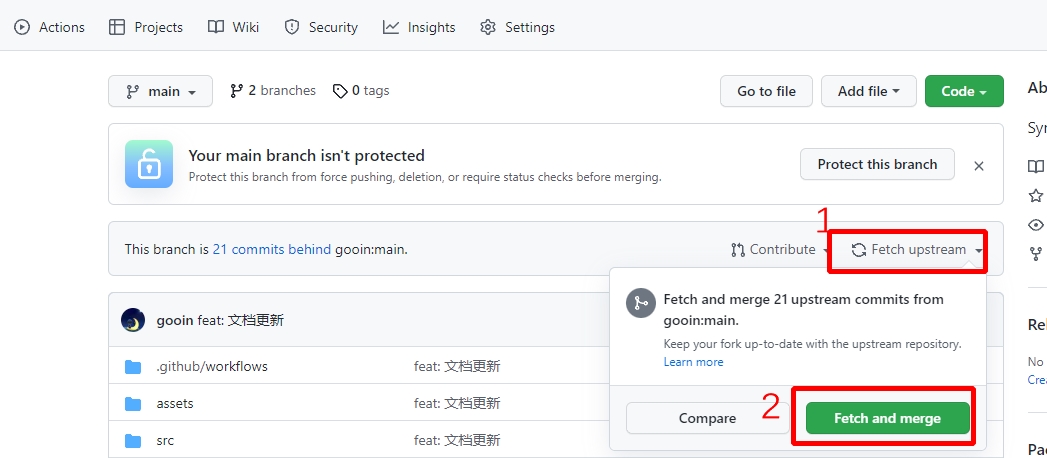 Actions Projects Wiki Security Insights Settings
main 2 branches 0 tags Go to file Add file Code
Ab
Your main branch isn't protected
Protect this branch from force pushing, deletion, or require status checks before merging.
Protect this branch
Syn
1
This branch is 21 commits behind gooin:main.
Contribute Fetch upstream
Fetch and merge 21 upstream commits from
gooin:main.
Keep your fork up-to-date with the upstream repository.
Learn more
2
Compare Fetch and merge
gooin feat: 文档更新
.github/workflows feat: 文档更新
assets feat: 文档更新
src feat: 文档更新
Rel
No
Crea
Pac